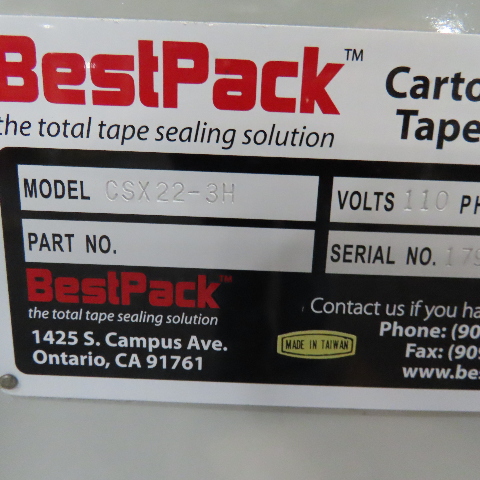 BestPack™
the total tape sealing solution
Carto
Tape
MODEL CSX22-3H
VOLTS 110 PH
PART NO.
SERIAL NO. 179
BestPack™
the total tape sealing solution
1425 S. Campus Ave.
Ontario, CA 91761
MADE IN TAIWAN
Contact us if you ha
Phone: (90
Fax: (909
www.bes